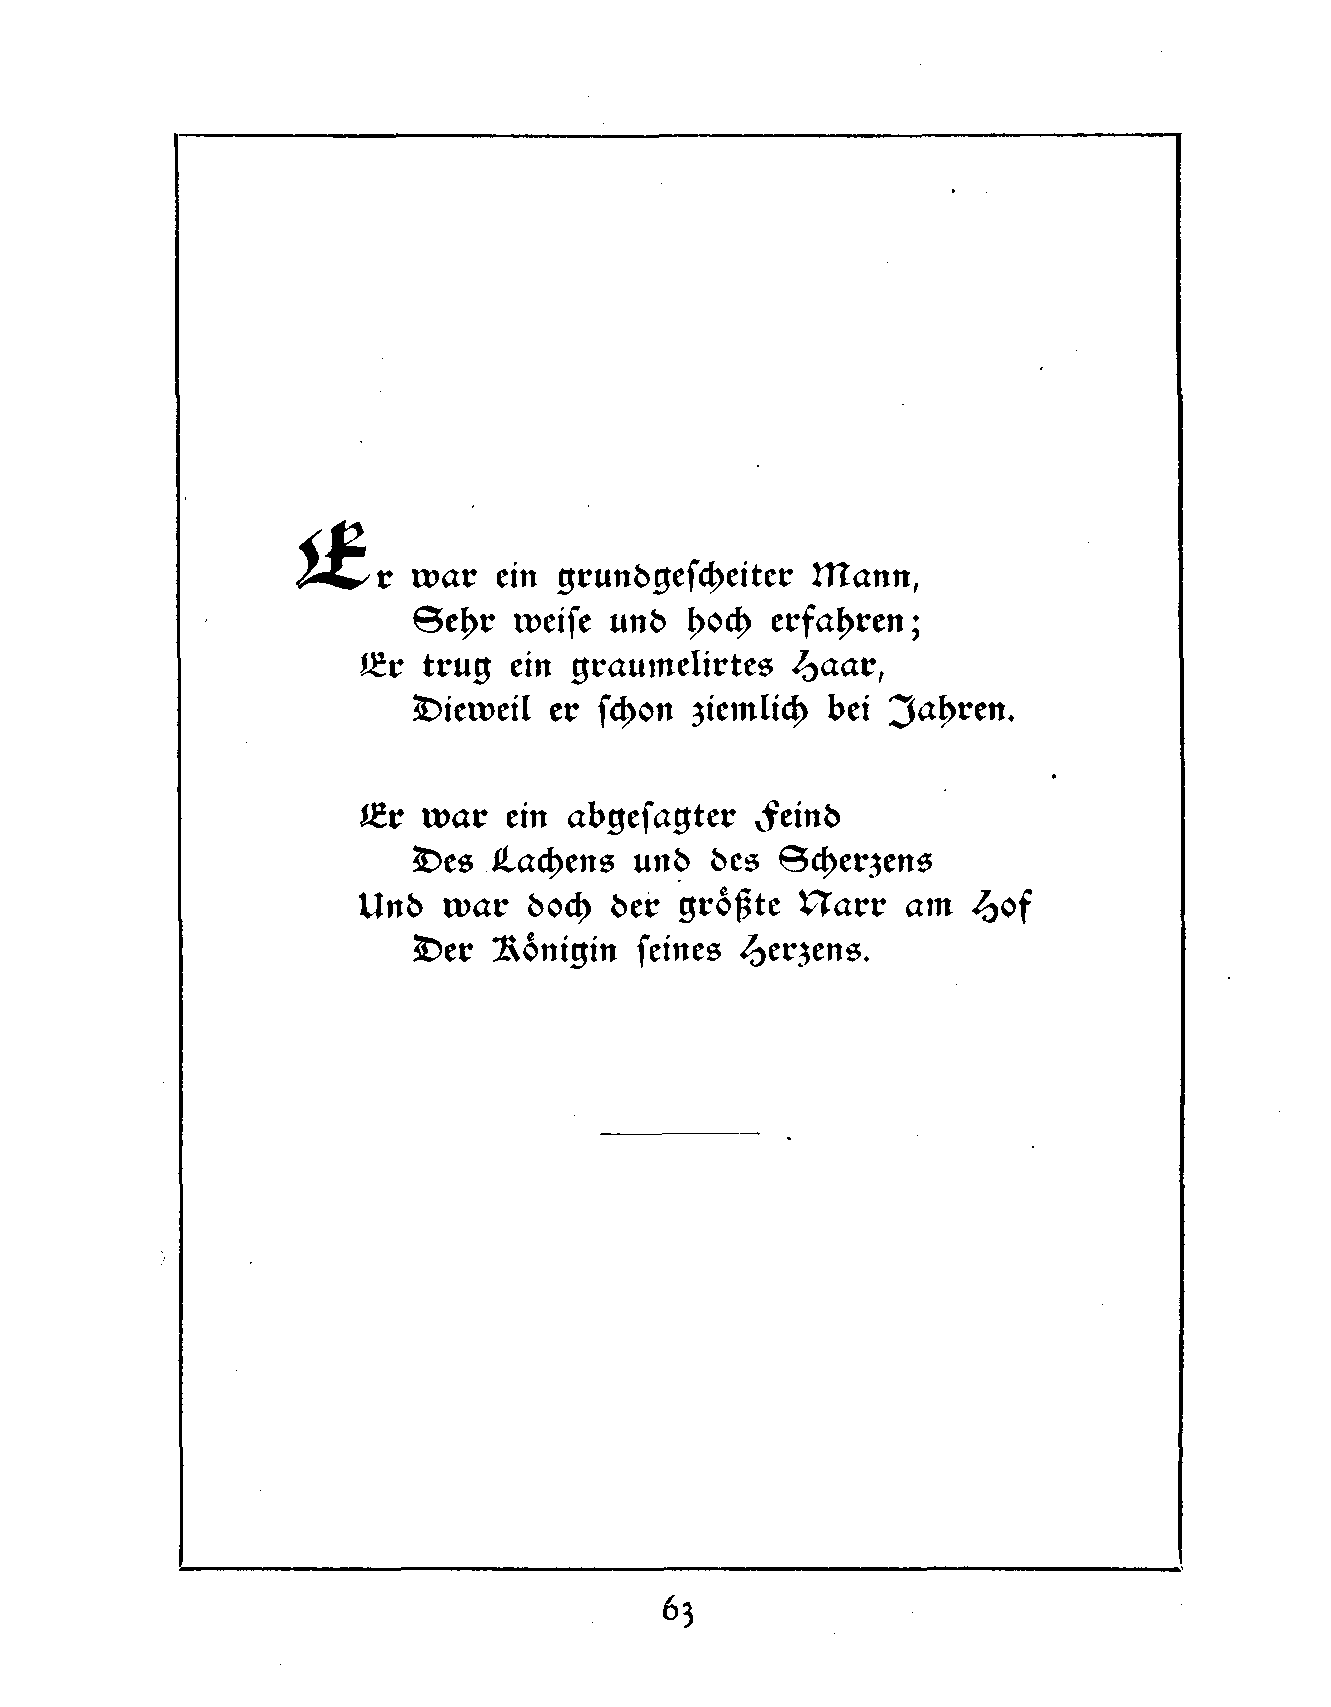 Er war ein grundgeſcheiter Mann,
Sehr weiſe und hoch erfahren;
Er trug ein graumelirtes Haar,
Dieweil er ſchon ziemlich bei Jahren.
Er war ein abgeſagter Feind
Des Lachens und des Scherzens
Und war doch der größte Narr am Hof
Der Königin ſeines Herzens.
63